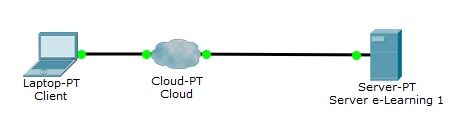 Laptop-PT
Client
Cloud-PT
Cloud
Server-PT
Server e-Learning 1